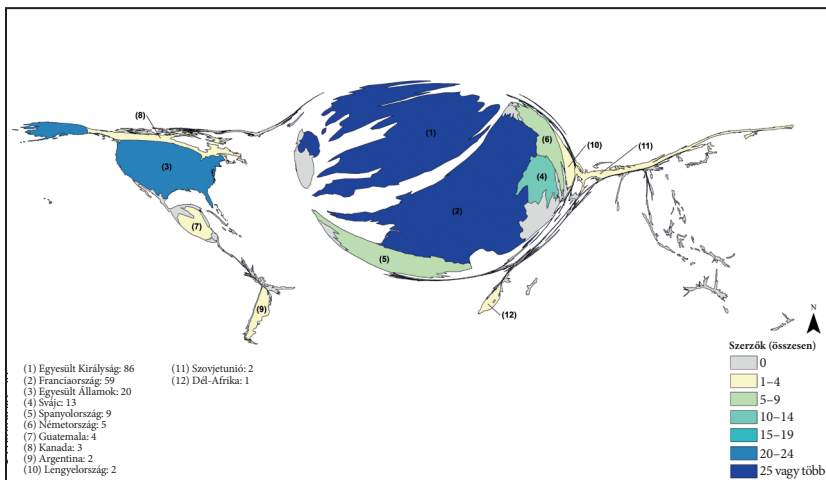 (8)
(1)
(6)
(10)
(11)
(3)
(4)
(2)
(7)
(5)
(9)
(12)
N
Szerzők (összesen)
0
1–4
5–9
10–14
15–19
20–24
25 vagy több
(1) Egyesült Királyság: 86
(2) Franciaország: 59
(3) Egyesült Államok: 20
(4) Svájc: 13
(5) Spanyolország: 9
(6) Németország: 5
(7) Guatemala: 4
(8) Kanada: 3
(9) Argentina: 2
(10) Lengyelország: 2
(11) Szovjetunió: 2
(12) Dél-Afrika: 1